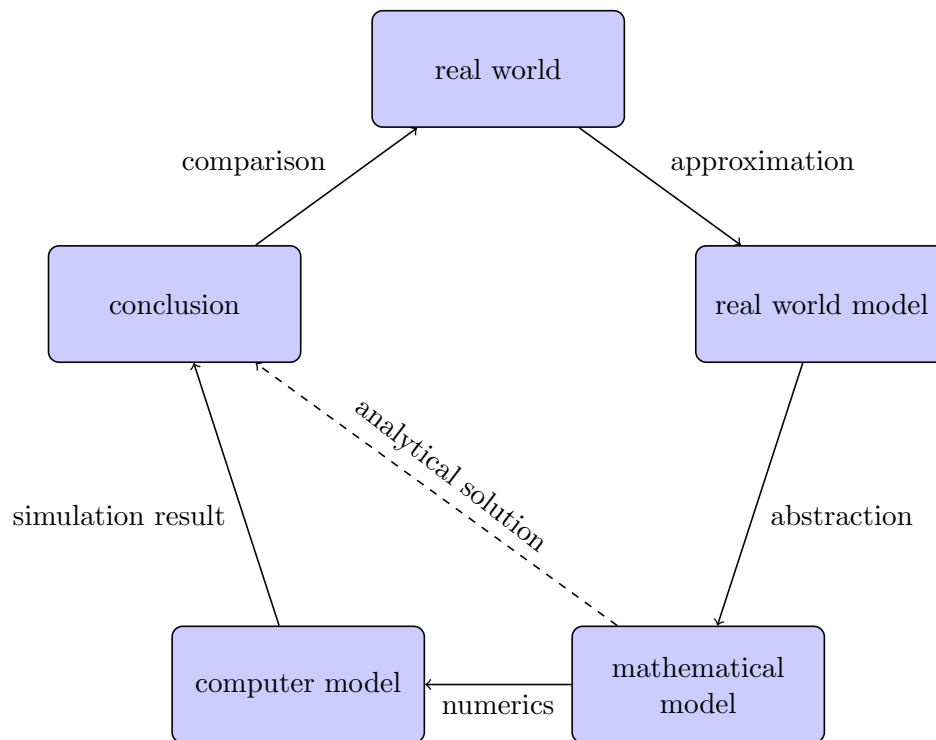 real world
comparison
approximation
conclusion
real world model
analytical solution
simulation result
abstraction
computer model
numerics
mathematical
model